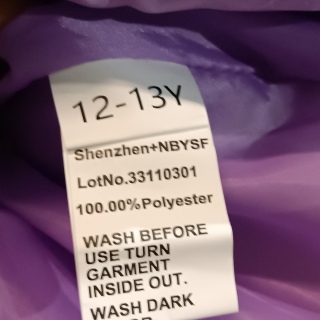 12-13Y
Shenzhen+NBYSF
LotNo.33110301
100.00%Polyester
WASH BEFORE
USE TURN
GARMENT
INSIDE OUT.
WASH DARK